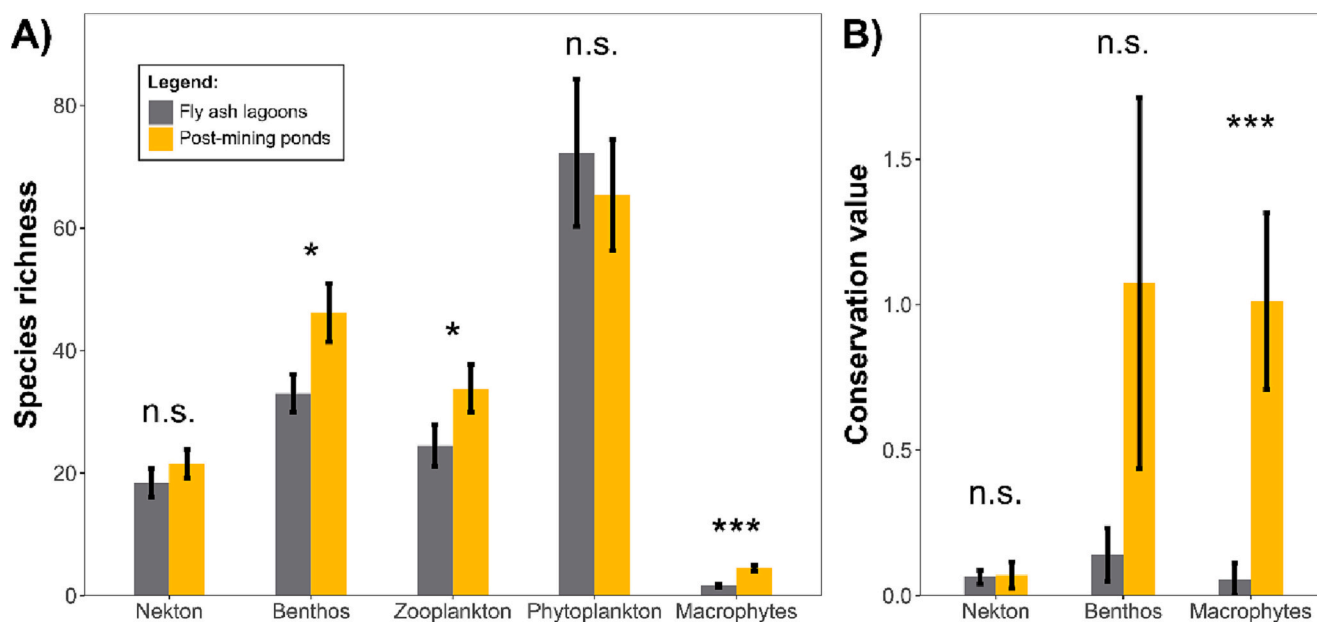 A)
Species richness
80
60
40
20
0
Legend:
Fly ash lagoons
Post-mining ponds
n.s.
*
*
n.s.
***
Nekton Benthos Zooplankton Phytoplankton Macrophytes
B)
Conservation value
1.5
1.0
0.5
0.0
n.s.
n.s.
***
Nekton Benthos Macrophytes